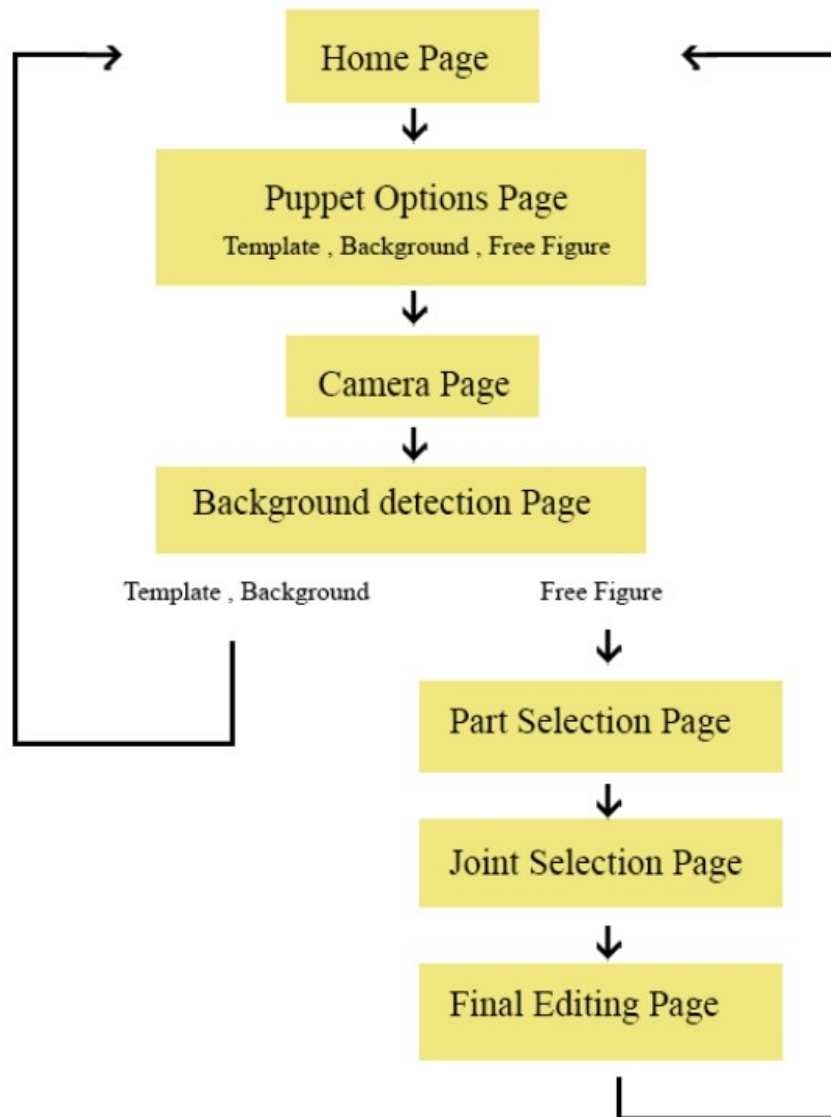 Home Page
Puppet Options Page
Template , Background , Free Figure
Camera Page
Background detection Page
Template , Background
Free Figure
Part Selection Page
Joint Selection Page
Final Editing Page